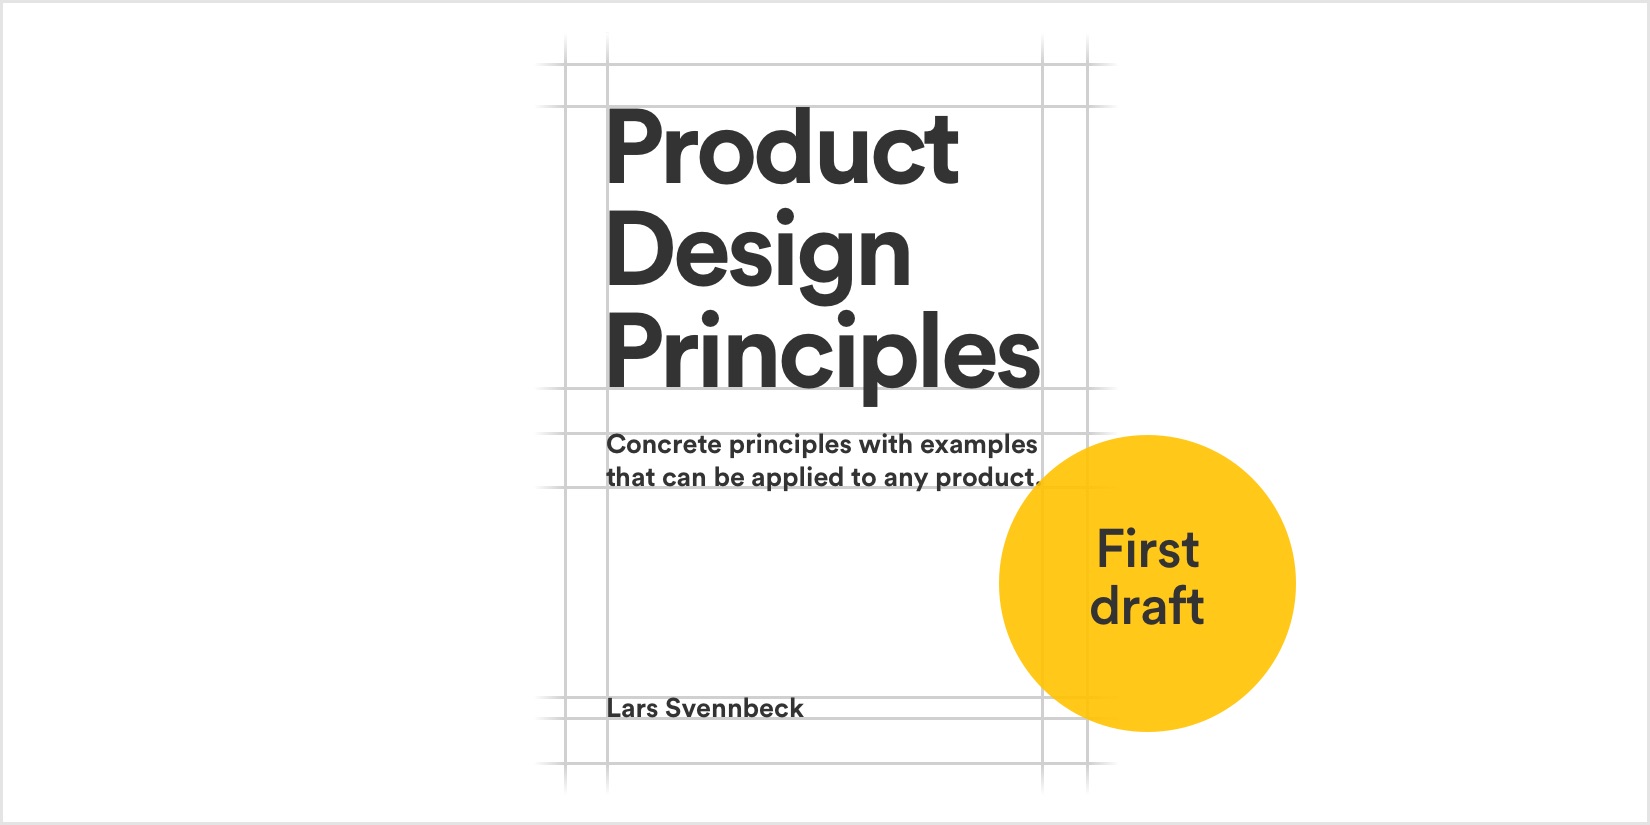 Product
Design
Principles
Concrete principles with examples
that can be applied to any product.
First
draft
Lars Svennbeck